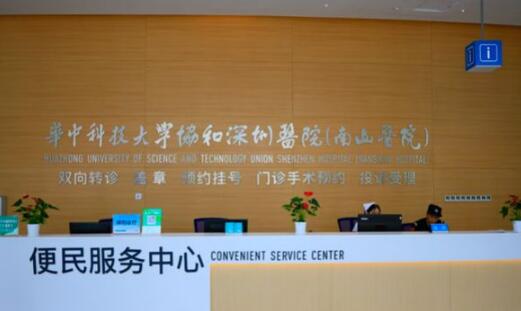 i
華中科技大学協和深圳醫院(南山醫院)
HUAZHONG UNIVERSITY OF SCIENCE AND TECHNOLOGY UNION SHENZHEN HOSPITAL (NANSHAN HOSPITAL)
双向转诊 盖章 预约挂号 门诊手术预约 投诉受理
便民服务中心 CONVENIENT SERVICE CENTER